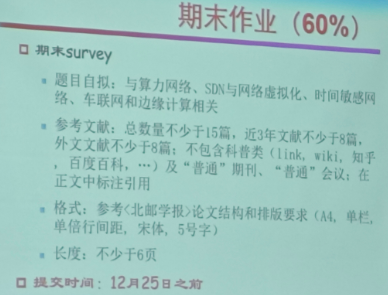 期末作业（60%）
期末survey
题目自拟：与算力网络、SDN与网络虚拟化、时间敏感网
络、车联网和边缘计算相关
参考文献：总数量不少于15篇，近3年文献不少于8篇，
外文文献不少于8篇；不包含科普类（link, wiki, 知乎
，百度百科，…）及“普通”期刊、“普通”会议；在
正文中标注引用
格式：参考<北邮学报>论文结构和排版要求（A4, 单栏,
单倍行间距, 宋体, 5号字）
长度：不少于6页
提交时间：12月25日之前